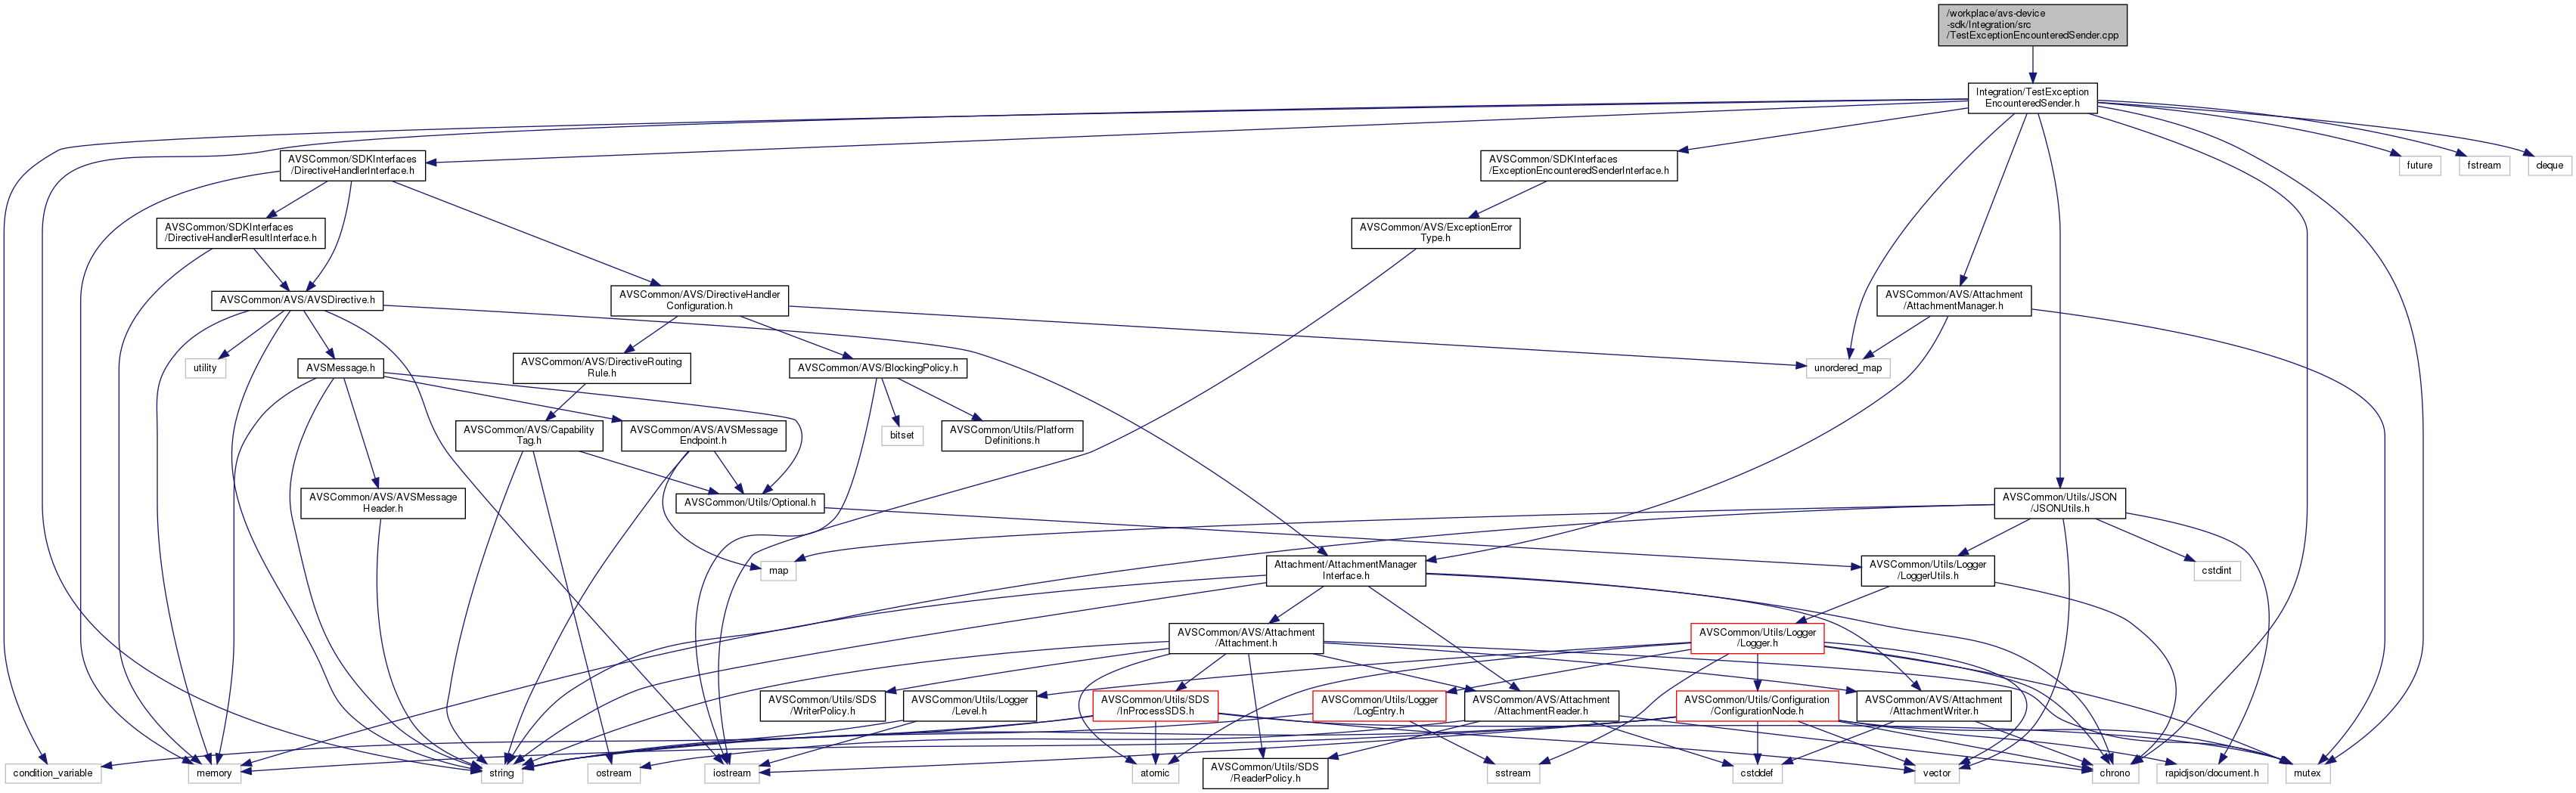 /workplace/avs-device
-sdk/Integration/src
/TestExceptionEncounteredSender.cpp
Integration/TestException
EncounteredSender.h
AVSCommon/SDKInterfaces
/DirectiveHandlerInterface.h
AVSCommon/SDKInterfaces
/ExceptionEncounteredSenderInterface.h
future
fstream
deque
AVSCommon/SDKInterfaces
/DirectiveHandlerResultInterface.h
AVSCommon/AVS/ExceptionError
Type.h
AVSCommon/AVS/AVSDirective.h
AVSCommon/AVS/DirectiveHandler
Configuration.h
AVSCommon/AVS/Attachment
/AttachmentManager.h
utility
AVSMessage.h
AVSCommon/AVS/DirectiveRouting
Rule.h
AVSCommon/AVS/BlockingPolicy.h
unordered_map
AVSCommon/AVS/Capability
Tag.h
AVSCommon/AVS/AVSMessage
Endpoint.h
bitset
AVSCommon/Utils/Platform
Definitions.h
AVSCommon/AVS/AVSMessage
Header.h
AVSCommon/Utils/Optional.h
AVSCommon/Utils/JSON
/JSONUtils.h
map
Attachment/AttachmentManager
Interface.h
AVSCommon/Utils/Logger
/LoggerUtils.h
cstdint
AVSCommon/AVS/Attachment
/Attachment.h
AVSCommon/Utils/Logger
/Logger.h
AVSCommon/Utils/SDS
/WriterPolicy.h
AVSCommon/Utils/Logger
/Level.h
AVSCommon/Utils/SDS
/InProcessSDS.h
AVSCommon/Utils/Logger
/LogEntry.h
AVSCommon/AVS/Attachment
/AttachmentReader.h
AVSCommon/Utils/Configuration
/ConfigurationNode.h
AVSCommon/AVS/Attachment
/AttachmentWriter.h
condition_variable
memory
string
ostream
iostream
atomic
AVSCommon/Utils/SDS
/ReaderPolicy.h
sstream
cstddef
vector
chrono
rapidjson/document.h
mutex